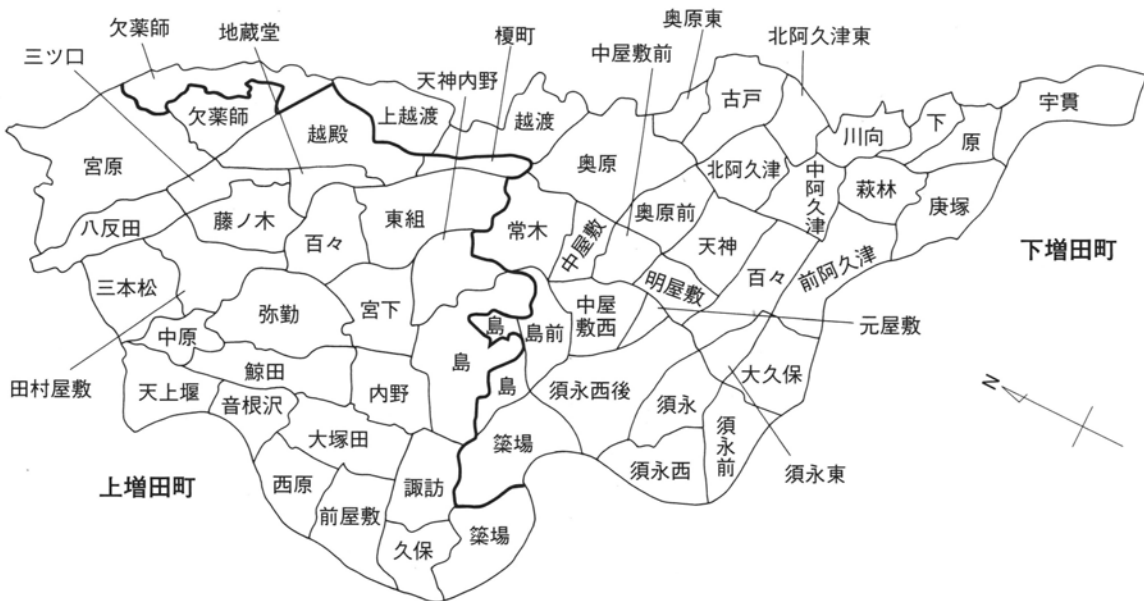 欠薬師
地蔵堂
三ツ口
榎町
天神内野
中屋敷前
奥原東
北阿久津東
欠薬師
越殿
上越渡
越渡
奥原
古戸
川向
下
原
宇貫
宮原
八反田
藤ノ木
百々
東組
常木
中屋敷
奥原前
北阿久津
中阿久津
萩林
庚塚
天神
明屋敷
百々
前阿久津
下増田町
三本松
中原
弥勤
宮下
島
島
島前
中屋
敷西
元屋敷
田村屋敷
天上堰
鯨田
音根沢
内野
大塚田
島
須永西後
須永
大久保
須永前
須永東
須永西
築場
上増田町
西原
前屋敷
諏訪
久保
築場
N